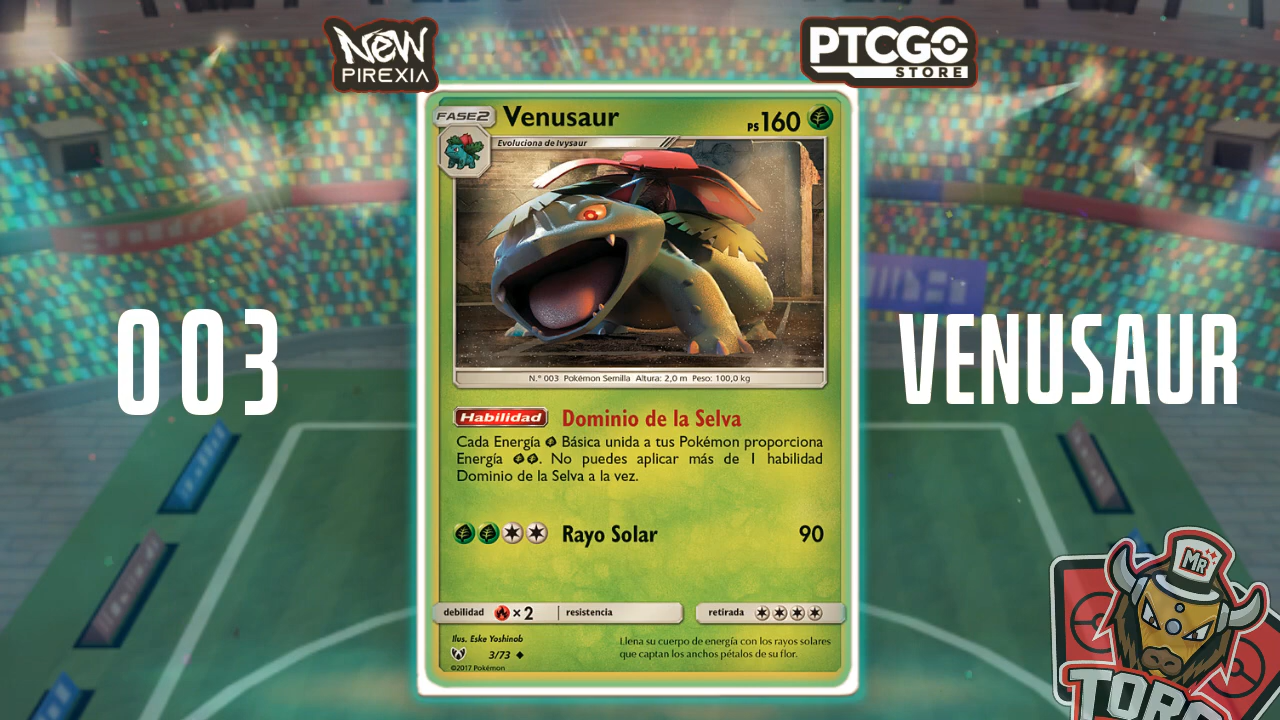 NEW
PIREXIA
PTCGO
STORE
FASE2
Venusaur
PS160
Evoluciona de Ivysaur
N.º 003 Pokémon Semilla Altura: 2,0 m Peso: 100,0 kg
003
VENUSAUR
Habilidad Dominio de la Selva
Cada Energía Básica unida a tus Pokémon proporciona
Energía . No puedes aplicar más de 1 habilidad
Dominio de la Selva a la vez.
Rayo Solar 90
debilidad ×2 resistencia retirada
Ilus. Eske Yoshinob
3/73
©2017 Pokémon
Llena su cuerpo de energía con los rayos solares
que captan los anchos pétalos de su flor.
MR
TORO